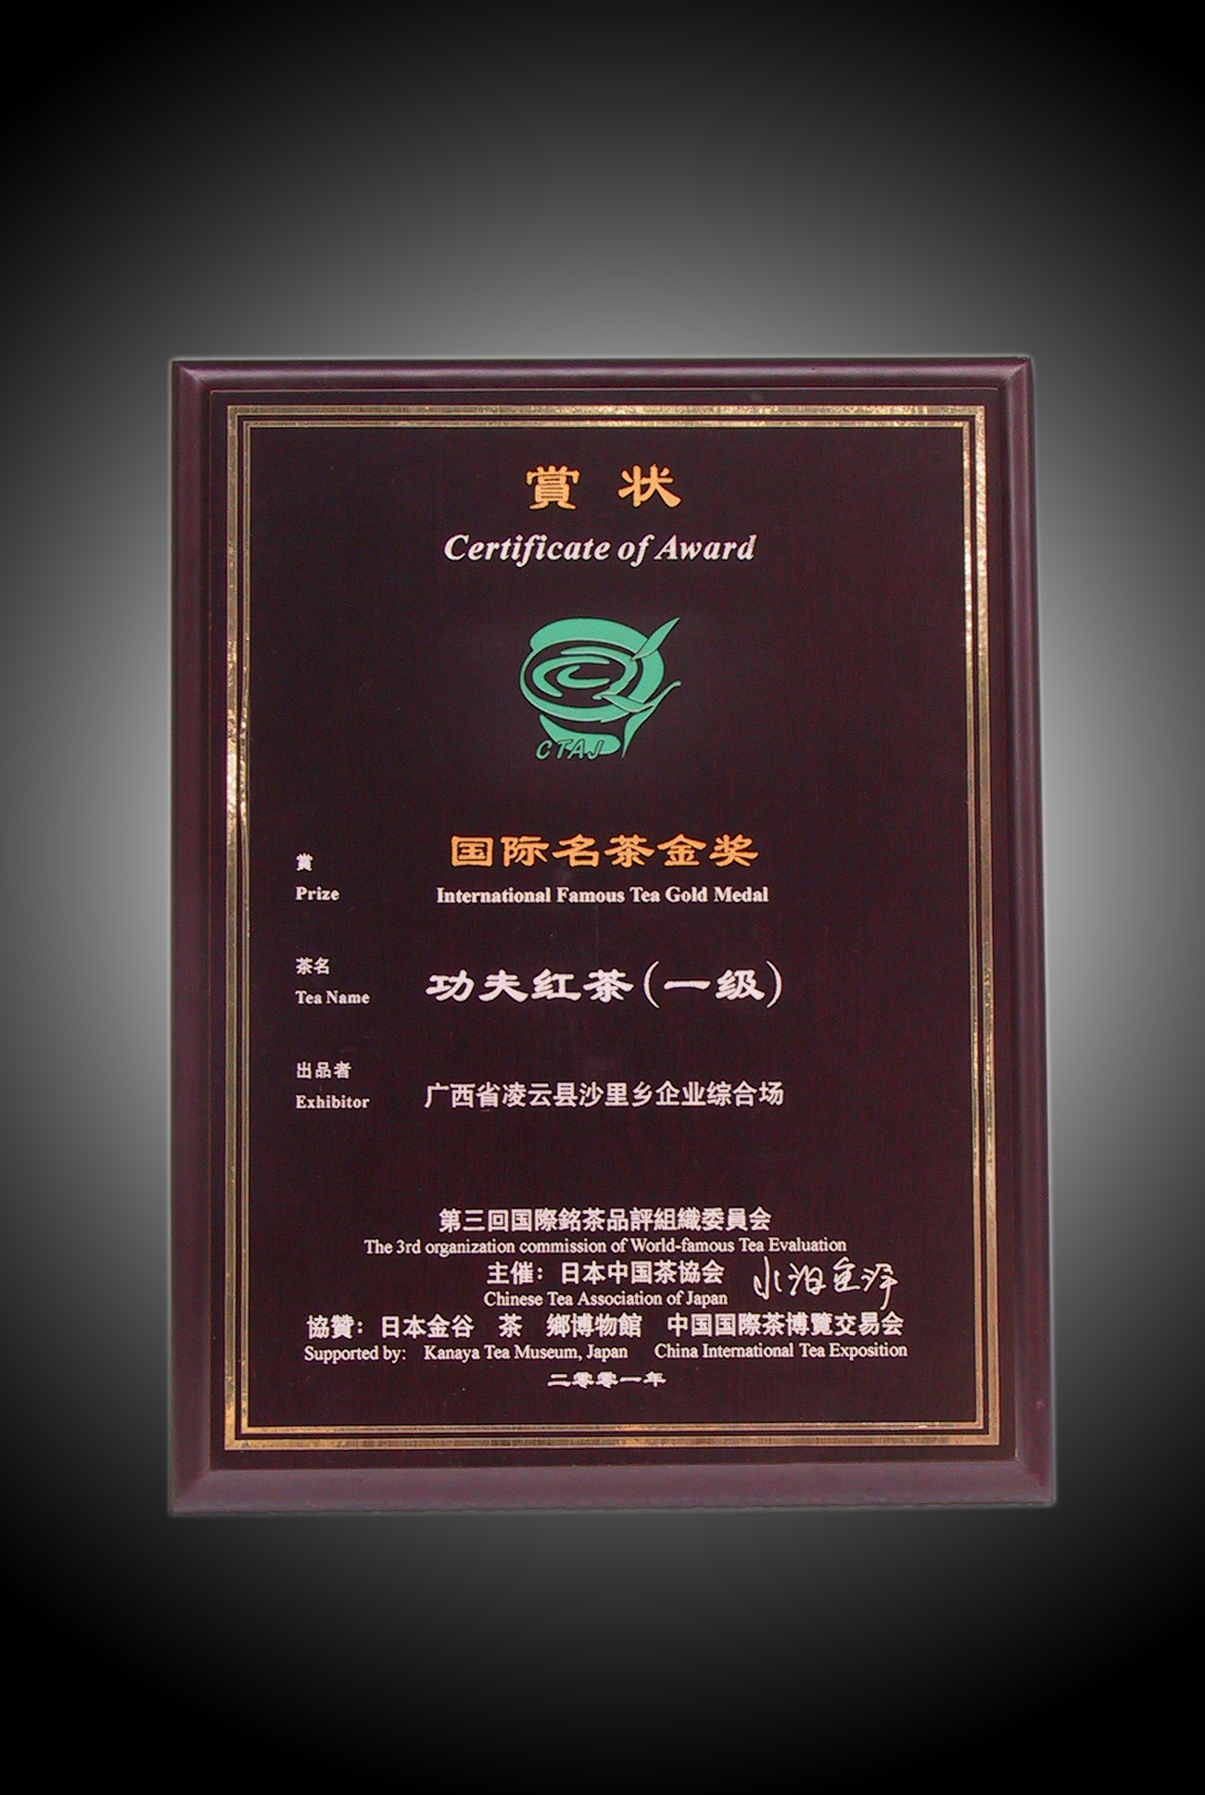 賞 状
Certificate of Award
CTAJ
賞 国际名茶金奖
Prize International Famous Tea Gold Medal
茶名 功夫红茶(一级)
Tea Name
出品者 广西省凌云县沙里乡企业综合场
Exhibitor
第三回国際銘茶品評組織委員会
The 3rd organization commission of World-famous Tea Evaluation
主催：日本中国茶協会
Chinese Tea Association of Japan
協賛：日本金谷 茶 郷博物館 中国国際茶博覧交易会
Supported by: Kanaya Tea Museum, Japan China International Tea Exposition
二零零一年